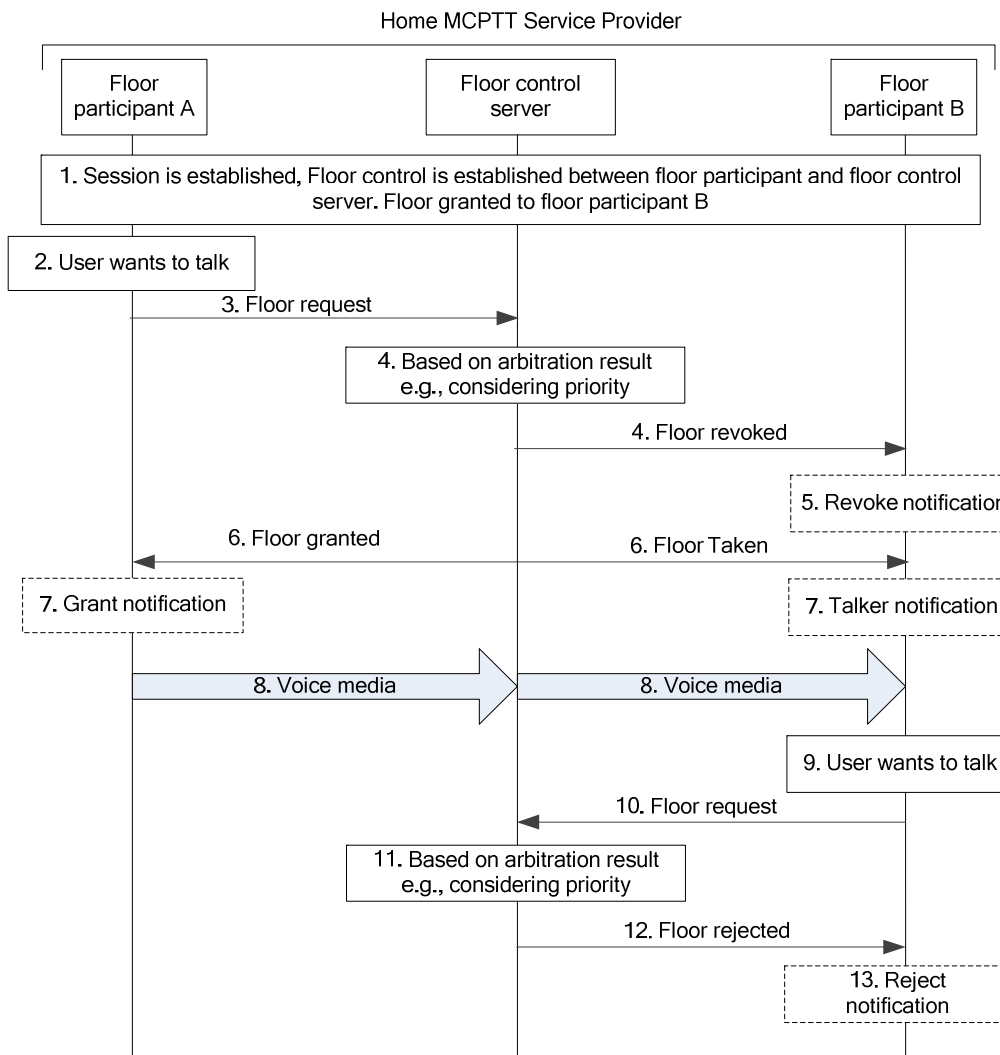 Home MCPTT Service Provider
Floor
participant A
Floor control
server
Floor
participant B
1. Session is established, Floor control is established between floor participant and floor control
server. Floor granted to floor participant B
2. User wants to talk
3. Floor request
4. Based on arbitration result
e.g., considering priority
4. Floor revoked
5. Revoke notification
6. Floor granted
6. Floor Taken
7. Grant notification
7. Talker notification
8. Voice media
8. Voice media
9. User wants to talk
10. Floor request
11. Based on arbitration result
e.g., considering priority
12. Floor rejected
13. Reject
notification